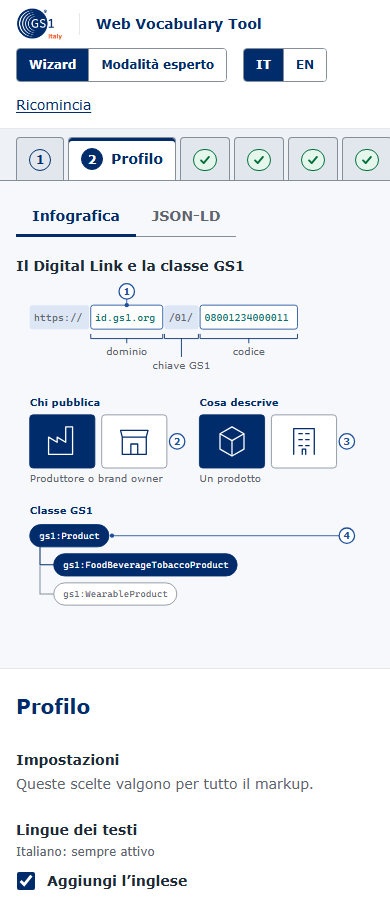 GS1
Italy
Web Vocabulary Tool
Wizard
Modalità esperto
IT
EN
Ricomincia
1
2 Profilo
Infografica
JSON-LD
Il Digital Link e la classe GS1
1
https:// id.gs1.org /01/ 08001234000011
dominio
codice
chiave GS1
Chi pubblica
Cosa descrive
2
3
Produttore o brand owner
Un prodotto
Classe GS1
gs1:Product
4
gs1:FoodBeverageTobaccoProduct
gs1:WearableProduct
Profilo
Impostazioni
Queste scelte valgono per tutto il markup.
Lingue dei testi
Italiano: sempre attivo
Aggiungi l’inglese